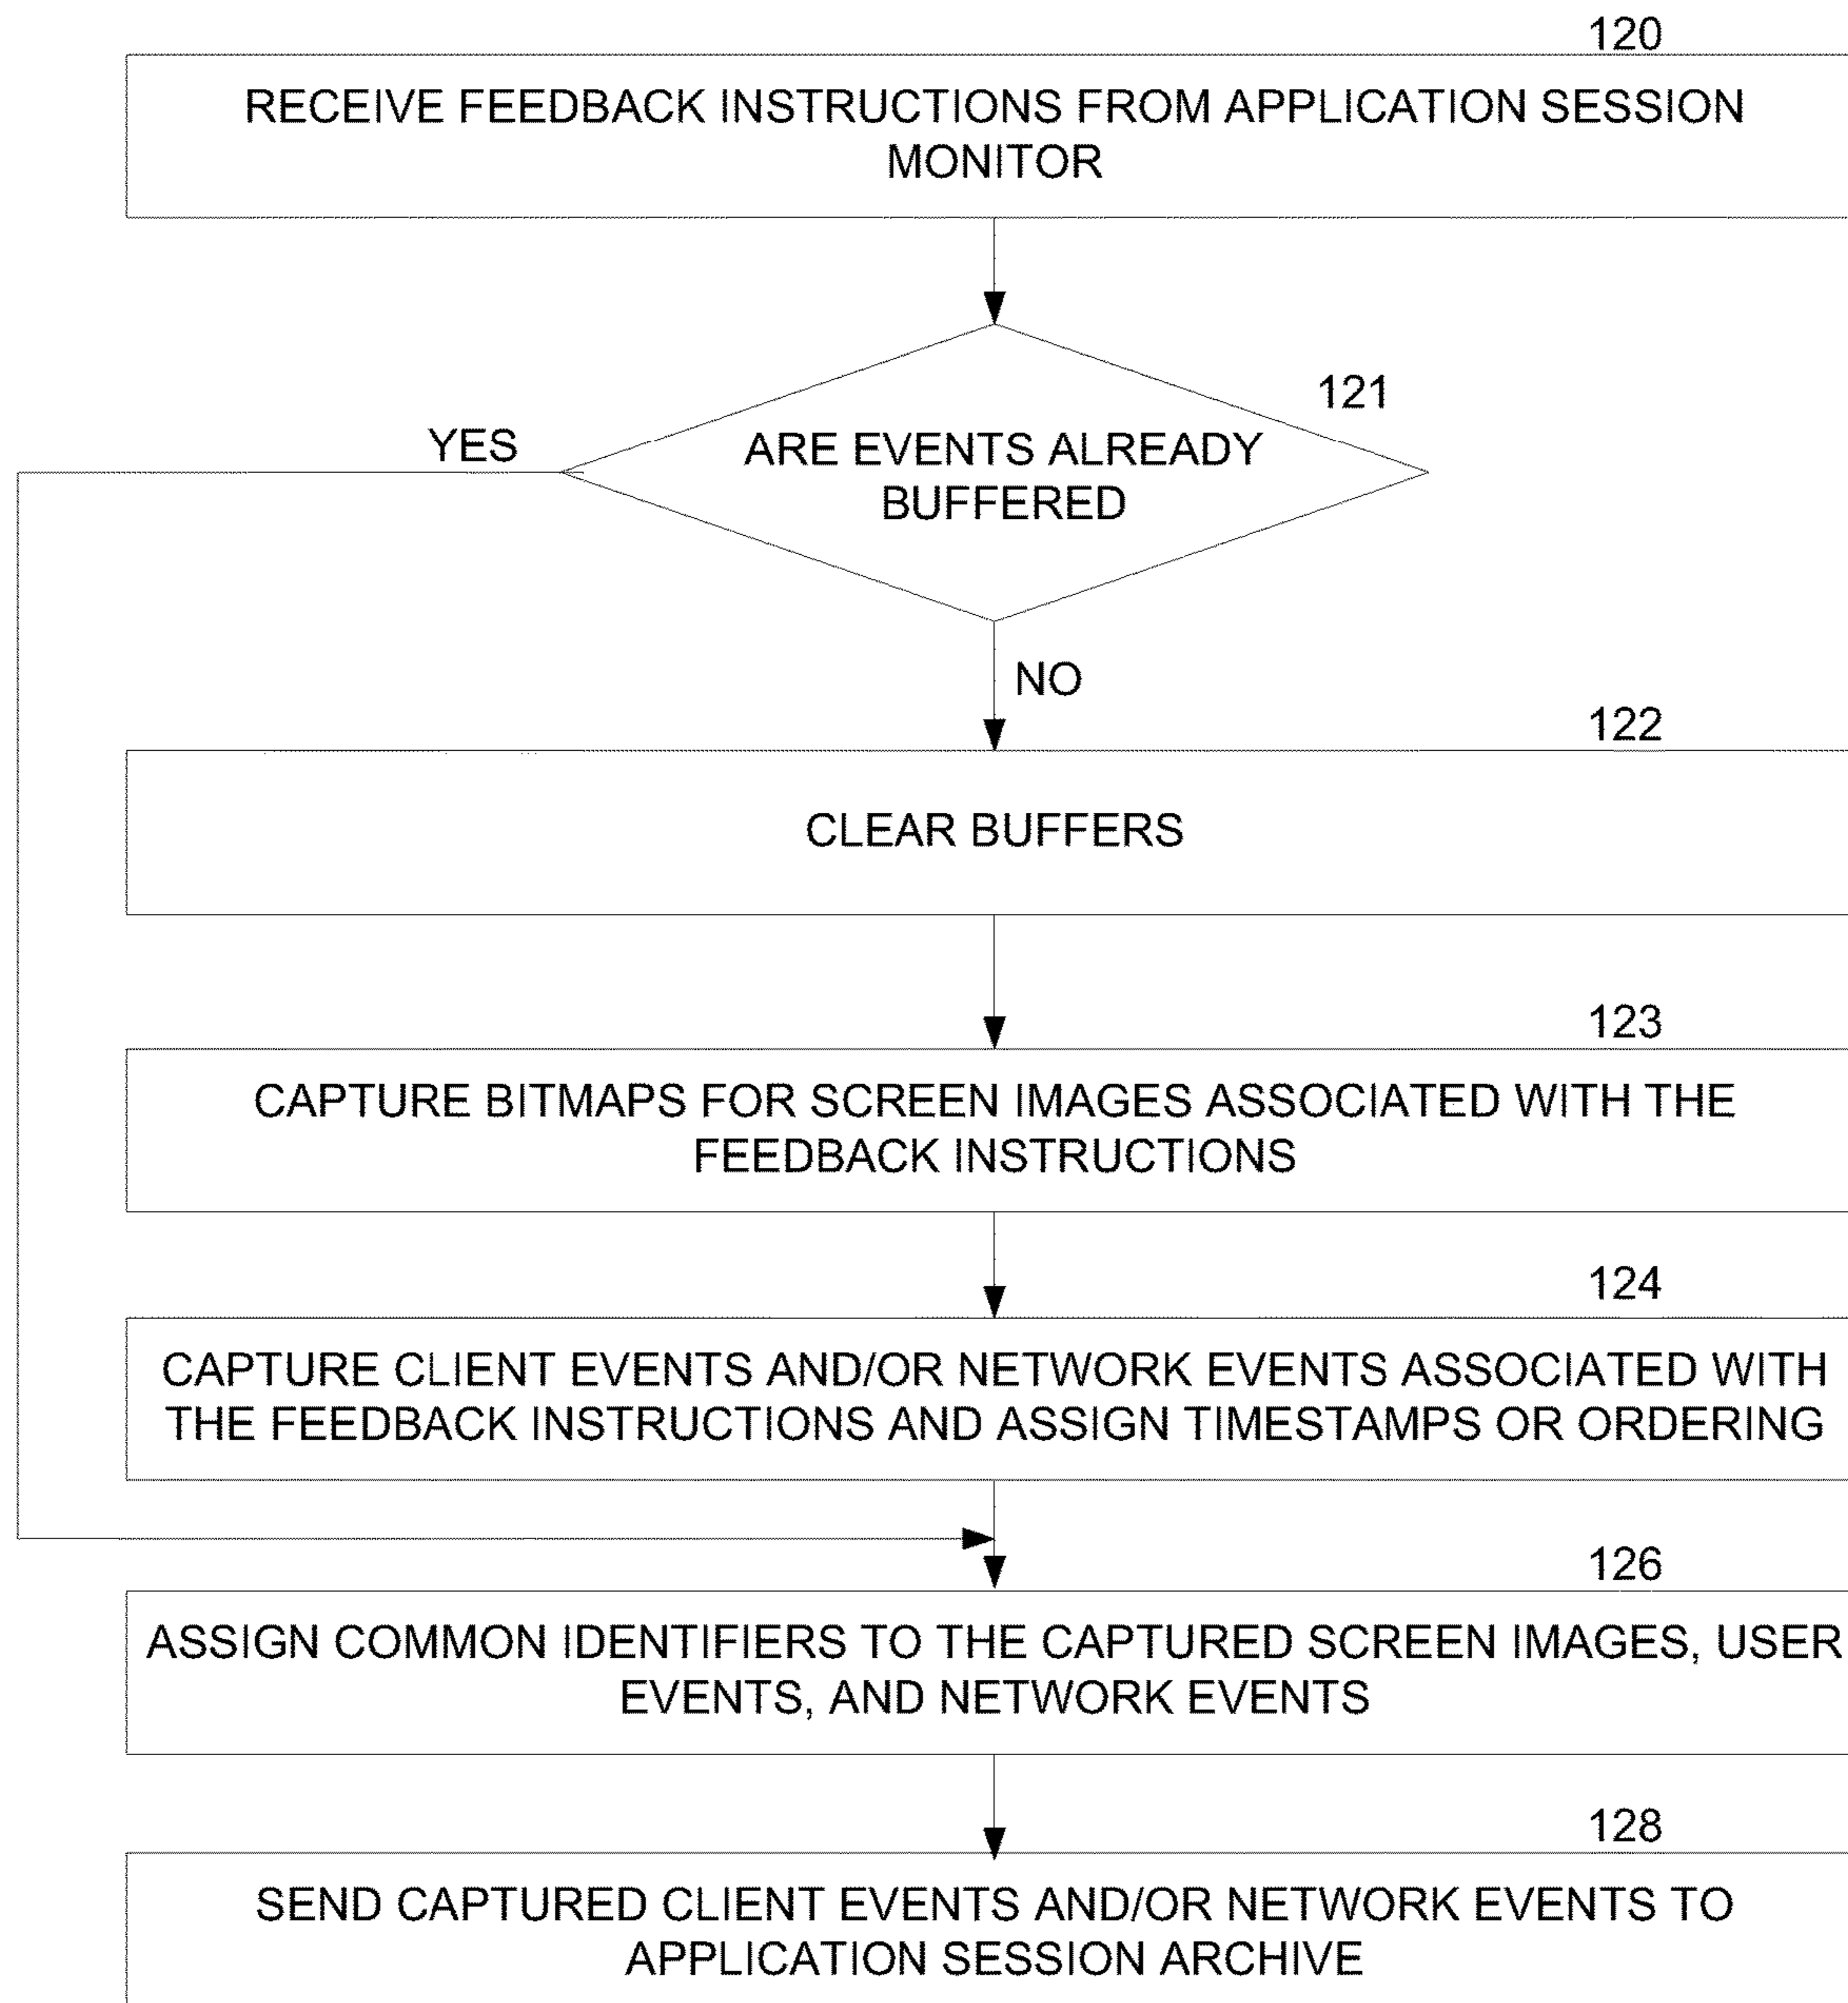 120
RECEIVE FEEDBACK INSTRUCTIONS FROM APPLICATION SESSION
MONITOR
121
YES
ARE EVENTS ALREADY
BUFFERED
NO
122
CLEAR BUFFERS
123
CAPTURE BITMAPS FOR SCREEN IMAGES ASSOCIATED WITH THE
FEEDBACK INSTRUCTIONS
124
CAPTURE CLIENT EVENTS AND/OR NETWORK EVENTS ASSOCIATED WITH
THE FEEDBACK INSTRUCTIONS AND ASSIGN TIMESTAMPS OR ORDERING
126
ASSIGN COMMON IDENTIFIERS TO THE CAPTURED SCREEN IMAGES, USER
EVENTS, AND NETWORK EVENTS
128
SEND CAPTURED CLIENT EVENTS AND/OR NETWORK EVENTS TO
APPLICATION SESSION ARCHIVE